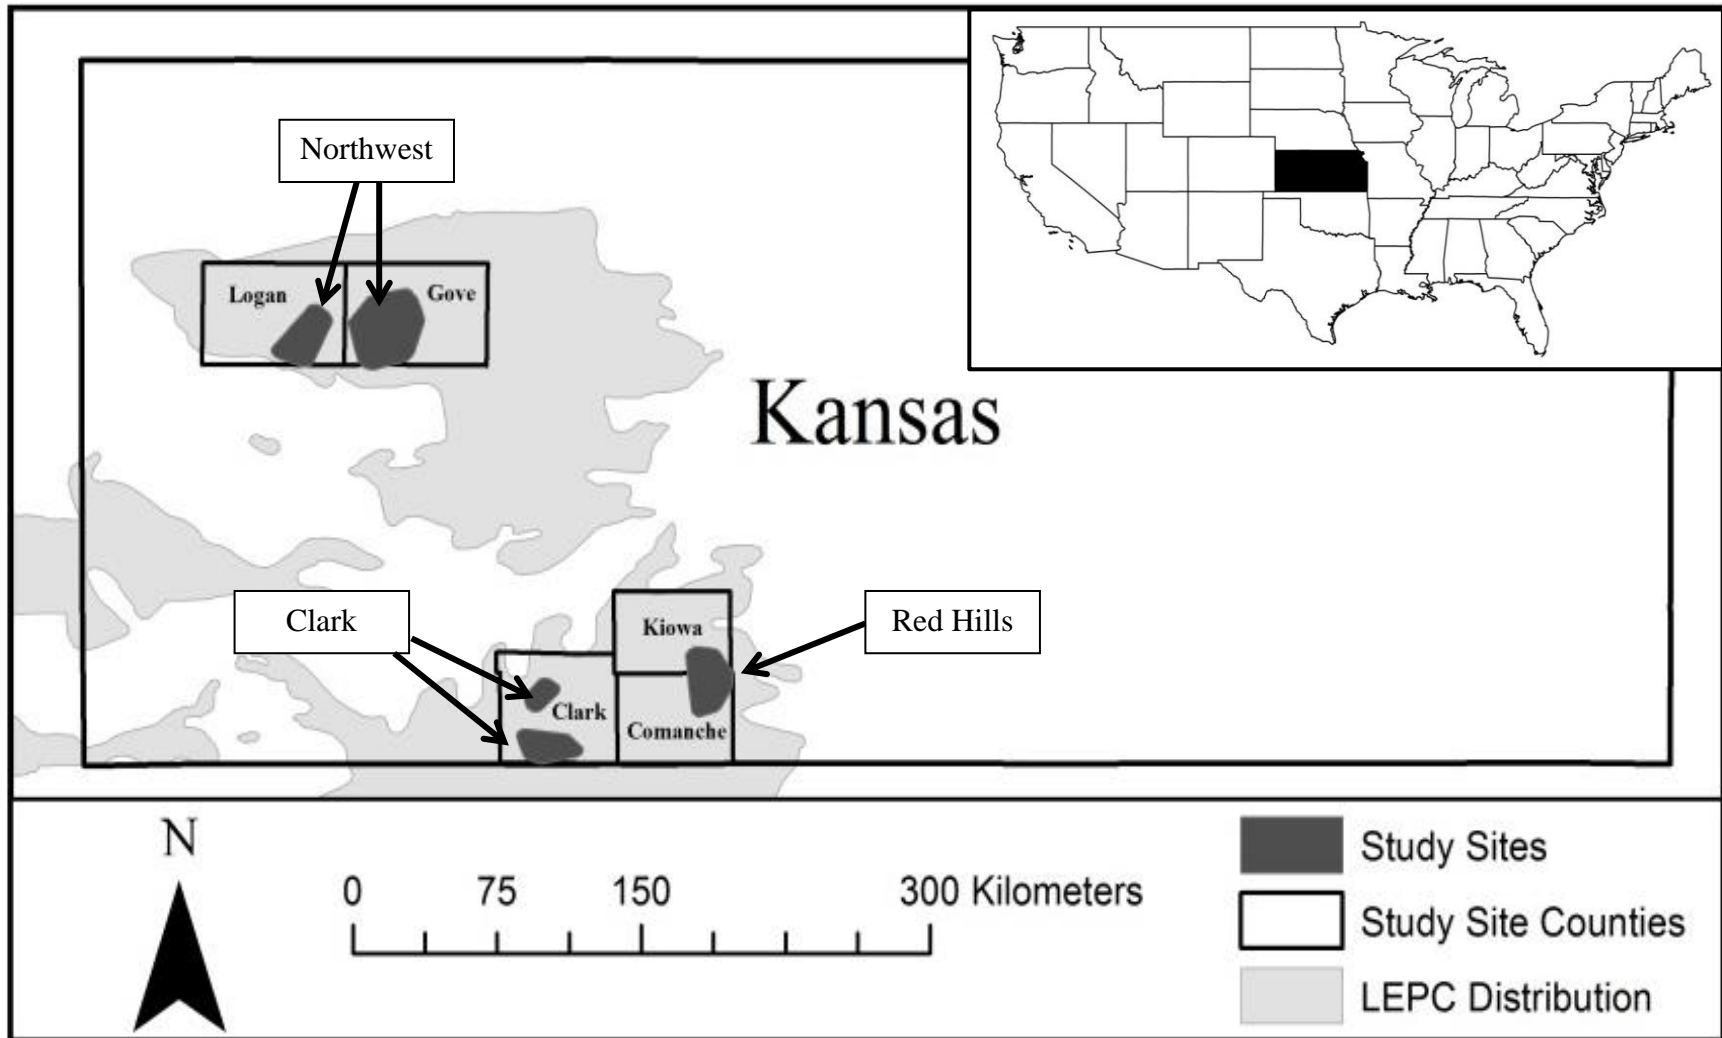 Northwest
Logan
Gove
Kansas
Clark
Kiowa
Red Hills
Clark
Comanche
N
0 75 150 300 Kilometers
Study Sites
Study Site Counties
LEPC Distribution